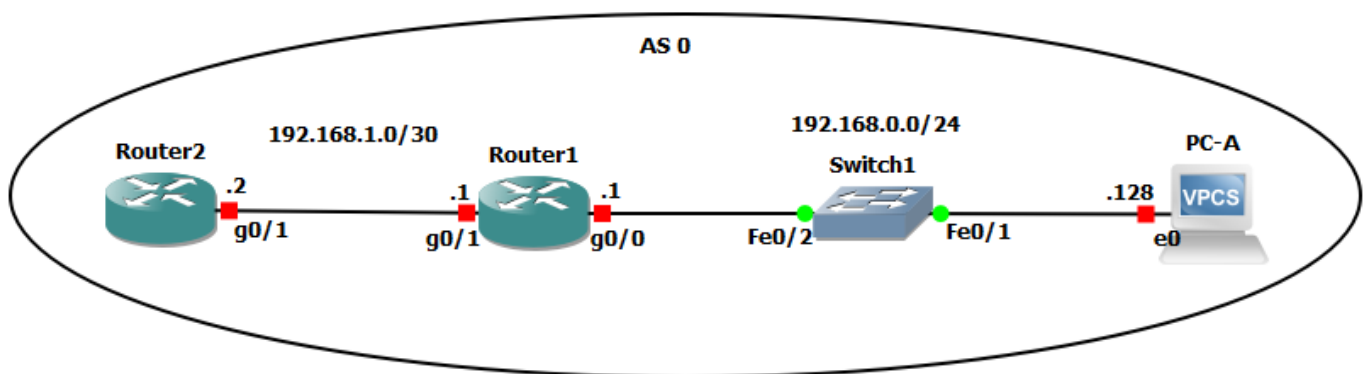 AS 0
192.168.1.0/30
192.168.0.0/24
Router2
Router1
Switch1
PC-A
.2
.1
.1
.128
VPCS
g0/1
g0/1
g0/0
Fe0/2
Fe0/1
e0